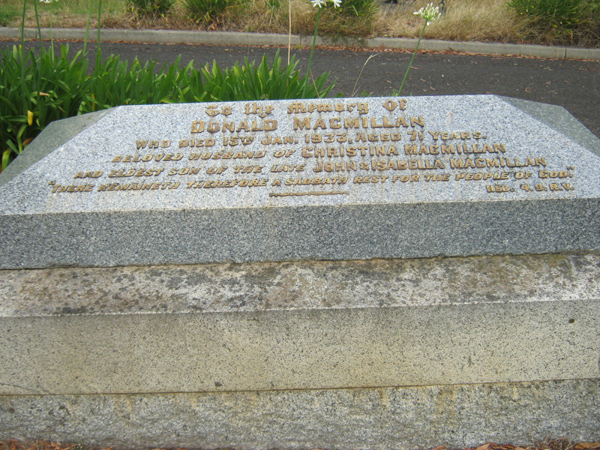 To the Memory Of
DONALD MACMILLAN
WHO DIED 15TH JAN. 1933, AGED 71 YEARS.
BELOVED HUSBAND OF CHRISTINA MACMILLAN
AND ELDEST SON OF THE LATE JOHN & ISABELLA MACMILLAN
"THERE REMAINETH THEREFORE A SABBATH REST FOR THE PEOPLE OF GOD."
HEB. 4. 9. R.V.